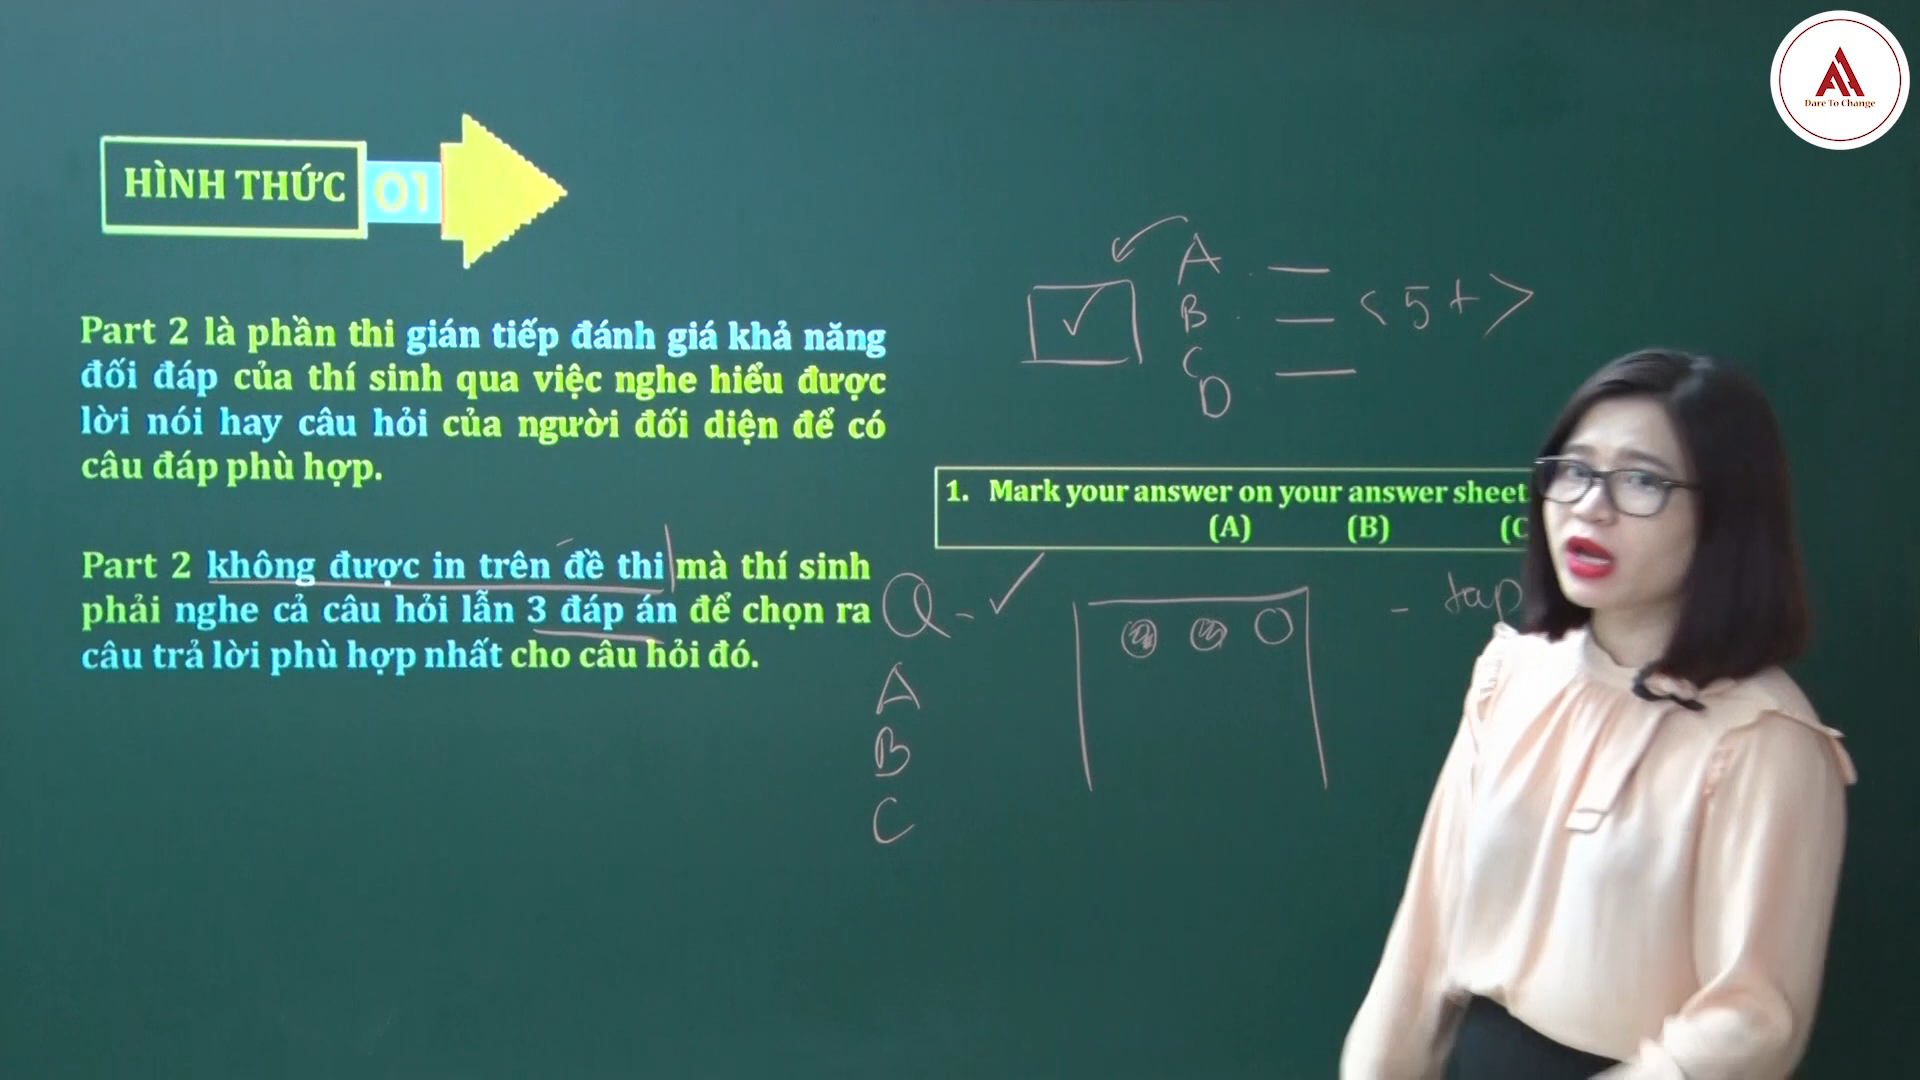 Dare To Change
HÌNH THỨC 01
Part 2 là phần thi gián tiếp đánh giá khả năng
đối đáp của thí sinh qua việc nghe hiểu được
lời nói hay câu hỏi của người đối diện để có
câu đáp phù hợp.
Part 2 không được in trên đề thi mà thí sinh
phải nghe cả câu hỏi lẫn 3 đáp án để chọn ra
câu trả lời phù hợp nhất cho câu hỏi đó.
A
B < 5 + >
C
D
1. Mark your answer on your answer sheet
(A) (B) (C
Q -
A
B
C